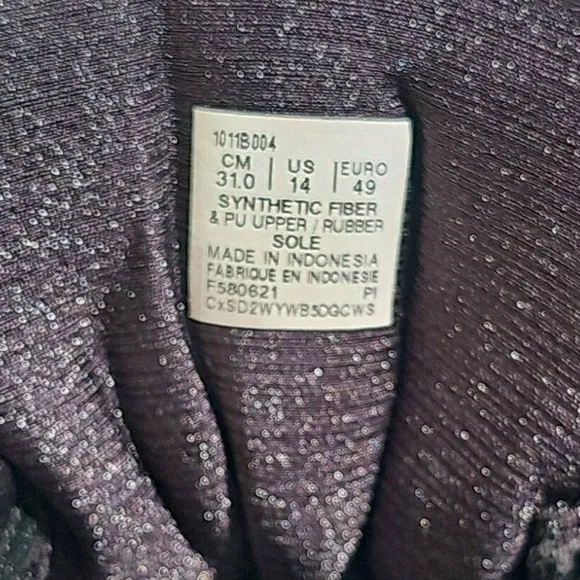 1011B004
CM | US | EURO
31.0 | 14 | 49
SYNTHETIC FIBER
& PU UPPER / RUBBER
SOLE
MADE IN INDONESIA
FABRIQUE EN INDONESIE
F580621 PI
CxSD2WYWB5DGCWS